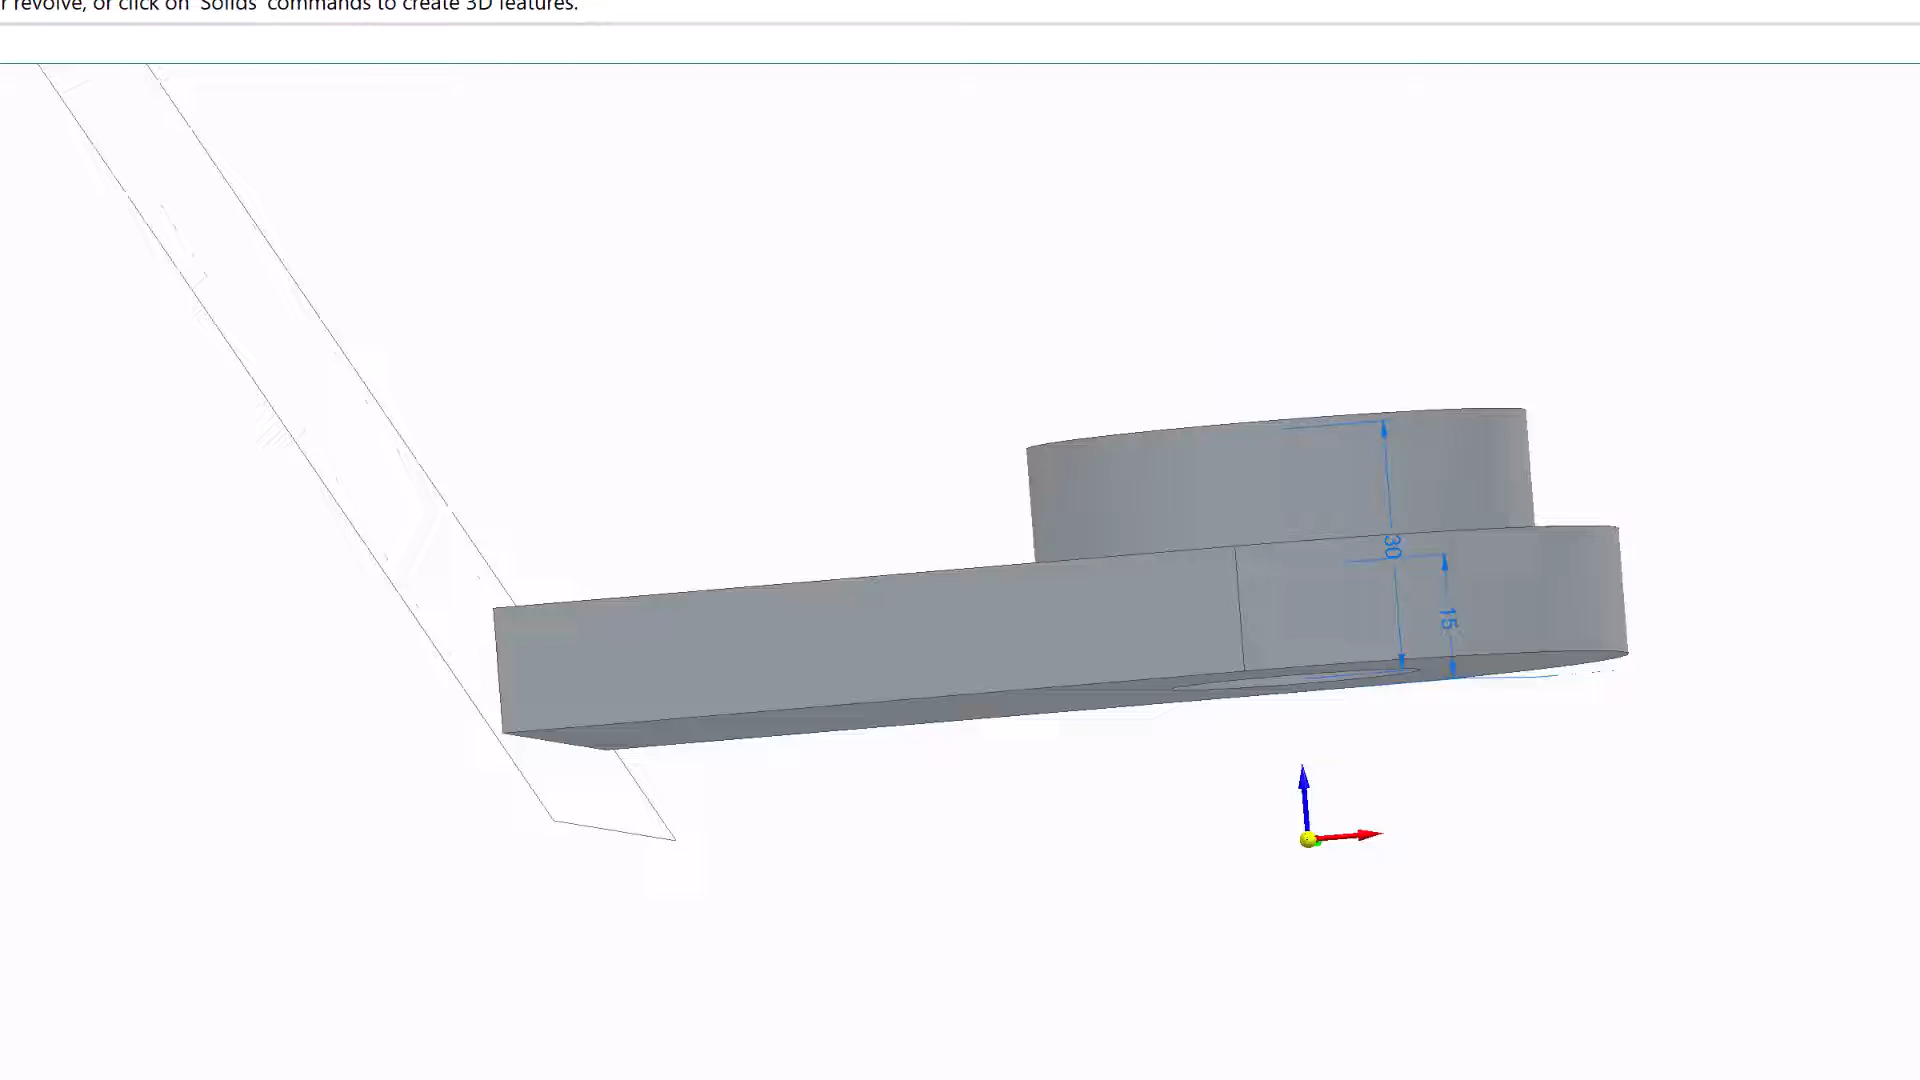 r revolve, or click on 'Solids' commands to create 3D features.
30
15